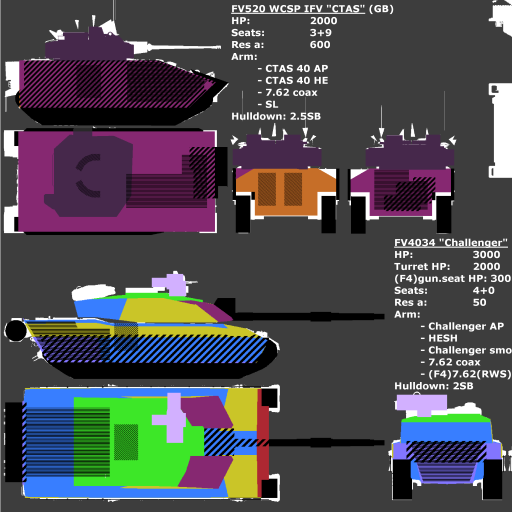 FV520 WCSP IFV "CTAS" (GB)
HP: 2000
Seats: 3+9
Res a: 600
Arm:
- CTAS 40 AP
- CTAS 40 HE
- 7.62 coax
- SL
Hulldown: 2.5SB
FV4034 "Challenger"
HP: 3000
Turret HP: 2000
(F4)gun.seat HP: 300
Seats: 4+0
Res a: 50
Arm:
- Challenger AP
- HESH
- Challenger smo
- 7.62 coax
- (F4)7.62(RWS)
Hulldown: 2SB